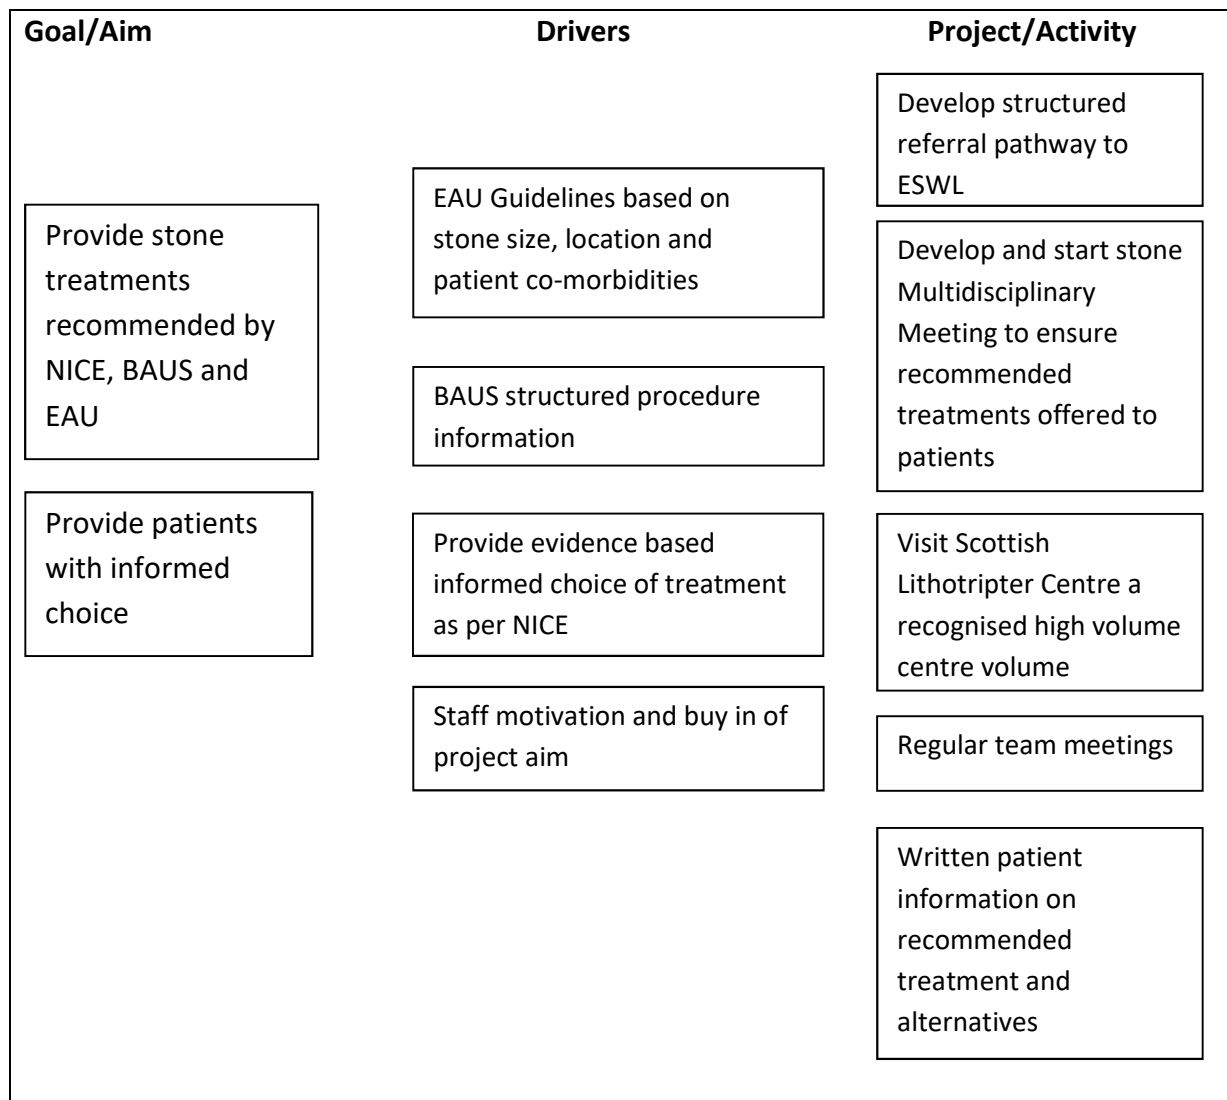 Goal/Aim
Drivers
Project/Activity
Provide stone
treatments
recommended by
NICE, BAUS and
EAU
Provide patients
with informed
choice
EAU Guidelines based on
stone size, location and
patient co-morbidities
BAUS structured procedure
information
Provide evidence based
informed choice of treatment
as per NICE
Staff motivation and buy in of
project aim
Develop structured
referral pathway to
ESWL
Develop and start stone
Multidisciplinary
Meeting to ensure
recommended
treatments offered to
patients
Visit Scottish
Lithotripter Centre a
recognised high volume
centre volume
Regular team meetings
Written patient
information on
recommended
treatment and
alternatives